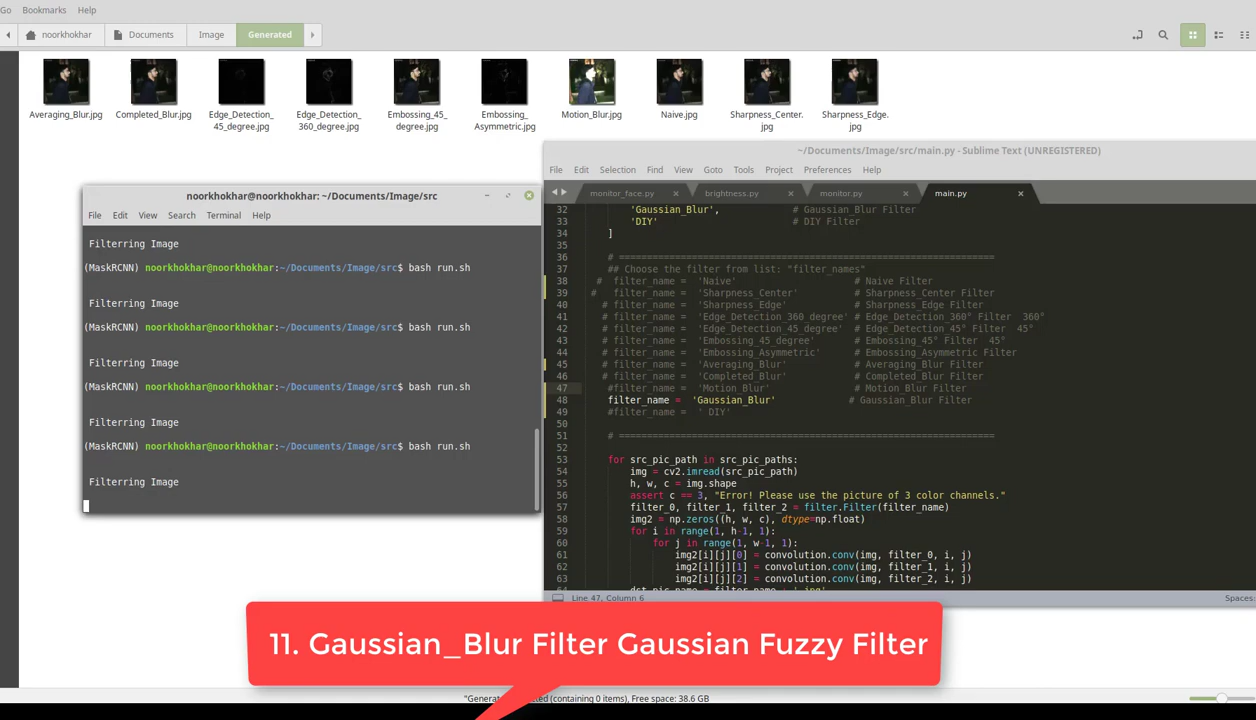 Go Bookmarks Help
noorkhokhar Documents Image Generated
Averaging_Blur.jpg
Completed_Blur.jpg
Edge_Detection_
45_degree.jpg
Edge_Detection_
360_degree.jpg
Embossing_45_
degree.jpg
Embossing_
Asymmetric.jpg
Motion_Blur.jpg
Naive.jpg
Sharpness_Center.
jpg
Sharpness_Edge.
jpg
noorkhokhar@noorkhokhar: ~/Documents/Image/src
File Edit View Search Terminal Help
Filterring Image
(MaskRCNN) noorkhokhar@noorkhokhar:~/Documents/Image/src$ bash run.sh
Filterring Image
(MaskRCNN) noorkhokhar@noorkhokhar:~/Documents/Image/src$ bash run.sh
Filterring Image
(MaskRCNN) noorkhokhar@noorkhokhar:~/Documents/Image/src$ bash run.sh
Filterring Image
(MaskRCNN) noorkhokhar@noorkhokhar:~/Documents/Image/src$ bash run.sh
Filterring Image
~/Documents/Image/src/main.py - Sublime Text (UNREGISTERED)
File Edit Selection Find View Goto Tools Project Preferences Help
monitor_face.py brightness.py monitor.py main.py
32 'Gaussian_Blur', # Gaussian_Blur Filter
33 'DIY' # DIY Filter
34 ]
35
36 # ==================================================================
37 ## Choose the filter from list: "filter_names"
38 # filter_name = 'Naive' # Naive Filter
39 # filter_name = 'Sharpness_Center' # Sharpness_Center Filter
40 # filter_name = 'Sharpness_Edge' # Sharpness_Edge Filter
41 # filter_name = 'Edge_Detection_360_degree' # Edge_Detection_360° Filter 360°
42 # filter_name = 'Edge_Detection_45_degree' # Edge_Detection_45° Filter 45°
43 # filter_name = 'Embossing_45_degree' # Embossing_45° Filter 45°
44 # filter_name = 'Embossing_Asymmetric' # Embossing_Asymmetric Filter
45 # filter_name = 'Averaging_Blur' # Averaging_Blur Filter
46 # filter_name = 'Completed_Blur' # Completed_Blur Filter
47 #filter_name = 'Motion_Blur' # Motion_Blur Filter
48 filter_name = 'Gaussian_Blur' # Gaussian_Blur Filter
49 #filter_name = ' DIY'
50
51 # ==================================================================
52
53 for src_pic_path in src_pic_paths:
54 img = cv2.imread(src_pic_path)
55 h, w, c = img.shape
56 assert c == 3, "Error! Please use the picture of 3 color channels."
57 filter_0, filter_1, filter_2 = filter.Filter(filter_name)
58 img2 = np.zeros((h, w, c), dtype=np.float)
59 for i in range(1, h-1, 1):
60 for j in range(1, w-1, 1):
61 img2[i][j][0] = convolution.conv(img, filter_0, i, j)
62 img2[i][j][1] = convolution.conv(img, filter_1, i, j)
63 img2[i][j][2] = convolution.conv(img, filter_2, i, j)
Line 47, Column 6 Spaces:
11. Gaussian_Blur Filter Gaussian Fuzzy Filter
(containing 0 items), Free space: 38.6 GB